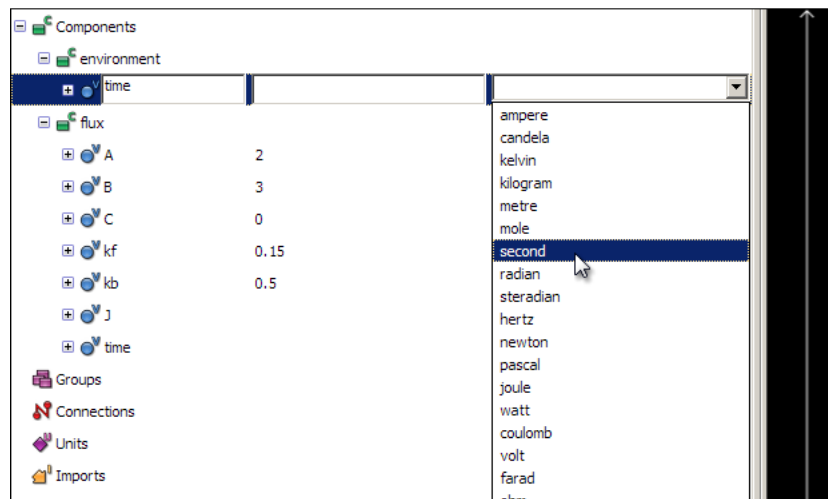 Components
environment
time
flux
A 2
B 3
C 0
kf 0.15
kb 0.5
J
time
Groups
Connections
Units
Imports
ampere
candela
kelvin
kilogram
metre
mole
second
radian
steradian
hertz
newton
pascal
joule
watt
coulomb
volt
farad